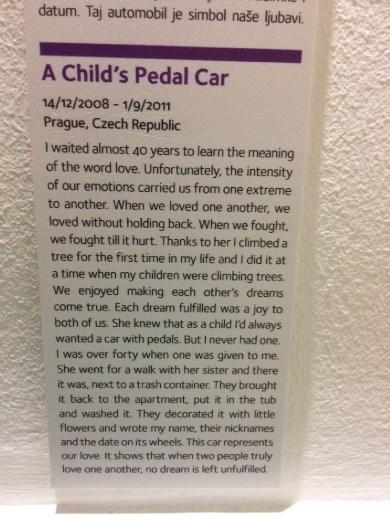 datum. Taj automobil je simbol naše ljubavi.
A Child's Pedal Car
14/12/2008 - 1/9/2011
Prague, Czech Republic
I waited almost 40 years to learn the meaning
of the word love. Unfortunately, the intensity
of our emotions carried us from one extreme
to another. When we loved one another, we
loved without holding back. When we fought,
we fought till it hurt. Thanks to her I climbed a
tree for the first time in my life and I did it at
a time when my children were climbing trees.
We enjoyed making each other's dreams
come true. Each dream fulfilled was a joy to
both of us. She knew that as a child I'd always
wanted a car with pedals. But I never had one.
I was over forty when one was given to me.
She went for a walk with her sister and there
it was, next to a trash container. They brought
it back to the apartment, put it in the tub
and washed it. They decorated it with little
flowers and wrote my name, their nicknames
and the date on its wheels. This car represents
our love. It shows that when two people truly
love one another, no dream is left unfulfilled.